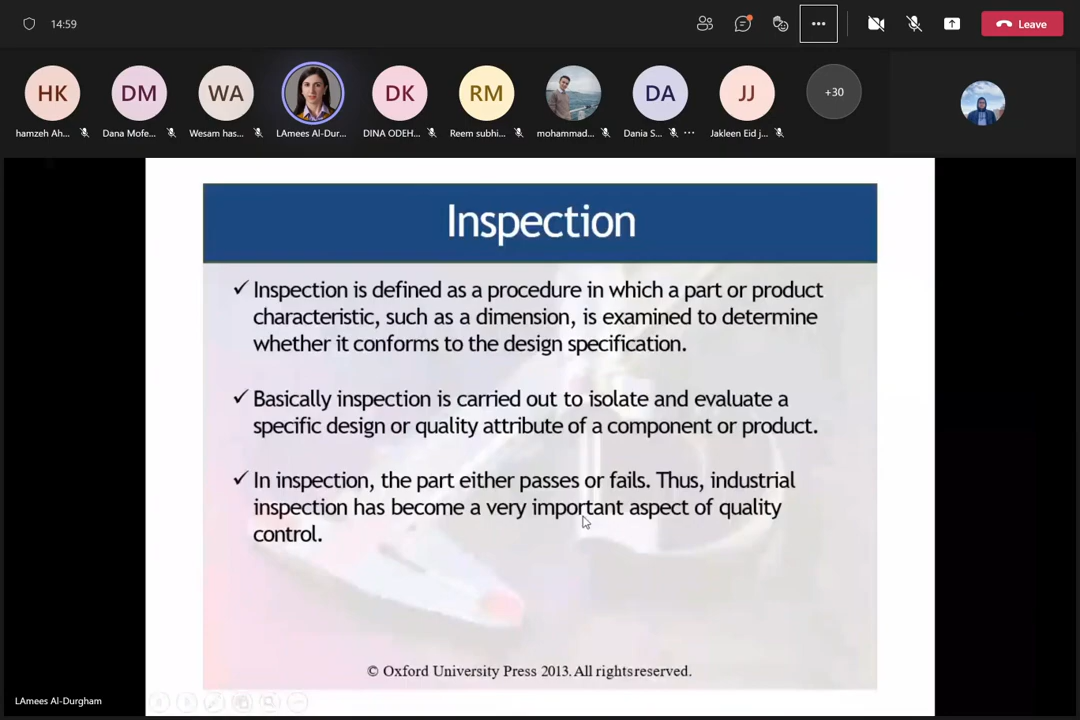 14:59
Leave
HK
DM
WA
DK
RM
DA
JJ
+30
hamzeh Ah...
Dana Mofe...
Wesam has...
LAmees Al-Dur...
DINA ODEH...
Reem subhi...
mohammad...
Dania S...
Jakleen Eid j...
Inspection
✓ Inspection is defined as a procedure in which a part or product
characteristic, such as a dimension, is examined to determine
whether it conforms to the design specification.
✓ Basically inspection is carried out to isolate and evaluate a
specific design or quality attribute of a component or product.
✓ In inspection, the part either passes or fails. Thus, industrial
inspection has become a very important aspect of quality
control.
© Oxford University Press 2013. All rights reserved.
LAmees Al-Durgham